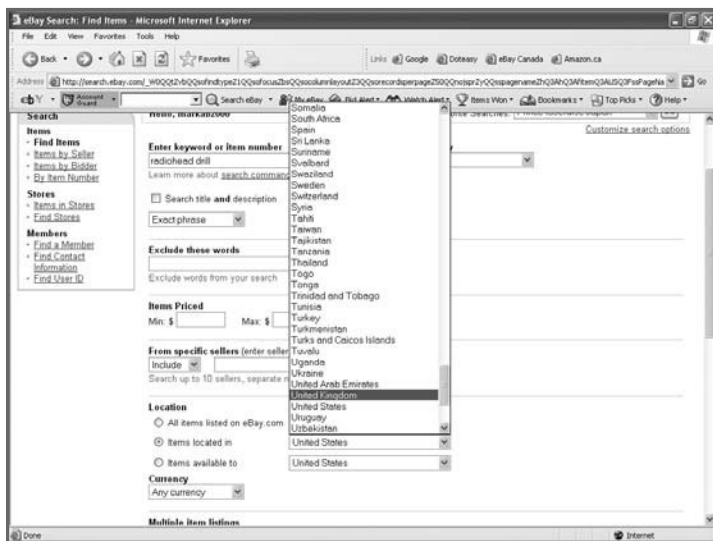 eBay Search: Find Items - Microsoft Internet Explorer
File Edit View Favorites Tools Help
Back Favorites Links Google Doteasy eBay Canada Amazon.ca
Address Go
Account Guard Search eBay My eBay Bid Alert Watch Alert Items Won Bookmarks Top Picks Help
Search
Items
Find Items
Items by Seller
Items by Bidder
By Item Number
Stores
Items in Stores
Find Stores
Members
Find a Member
Find Contact
Information
Find User ID
Hello,
Searches:
Customize search options
Enter keyword or item number
radiohead drill
Learn more about search
Search title and description
Exact phrase
Exclude these words
Exclude words from your search
Items Priced
Min: $ Max: $
From specific sellers (enter
Include
Search up to 10 sellers, separate
Location
All items listed on eBay.com
Items located in United States
Items available to United States
Currency
Any currency
Multiple item listings
Somalia
South Africa
Spain
Sri Lanka
Suriname
Svalbard
Swaziland
Sweden
Switzerland
Syria
Tahiti
Taiwan
Tajikistan
Tanzania
Thailand
Togo
Tonga
Trinidad and Tobago
Tunisia
Turkey
Turkmenistan
Turks and Caicos Islands
Tuvalu
Uganda
Ukraine
United Arab Emirates
United Kingdom
United States
Uruguay
Uzbekistan
Done Internet